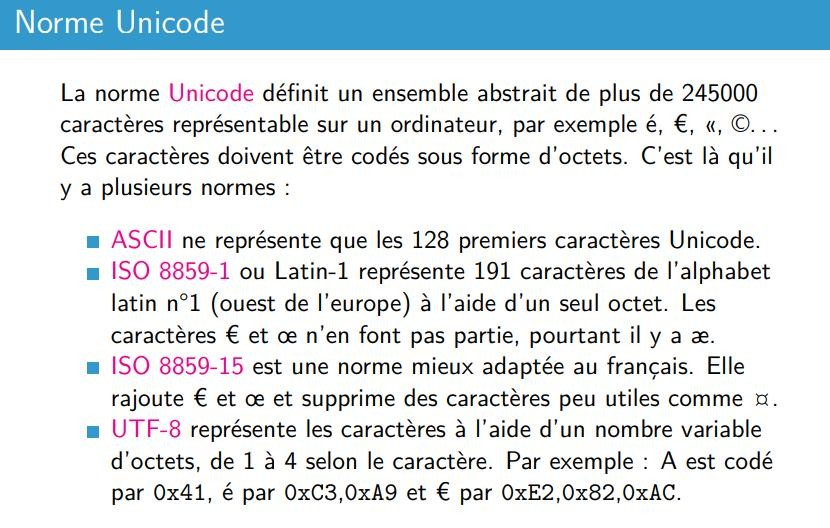 Norme Unicode
La norme Unicode définit un ensemble abstrait de plus de 245000
caractères représentable sur un ordinateur, par exemple é, €, «, ©...
Ces caractères doivent être codés sous forme d'octets. C'est là qu'il
y a plusieurs normes :
ASCII ne représente que les 128 premiers caractères Unicode.
ISO 8859-1 ou Latin-1 représente 191 caractères de l'alphabet
latin n°1 (ouest de l'europe) à l'aide d'un seul octet. Les
caractères € et œ n'en font pas partie, pourtant il y a æ.
ISO 8859-15 est une norme mieux adaptée au français. Elle
rajoute € et œ et supprime des caractères peu utiles comme ¤.
UTF-8 représente les caractères à l'aide d'un nombre variable
d'octets, de 1 à 4 selon le caractère. Par exemple : A est codé
par 0x41, é par 0xC3,0xA9 et € par 0xE2,0x82,0xAC.